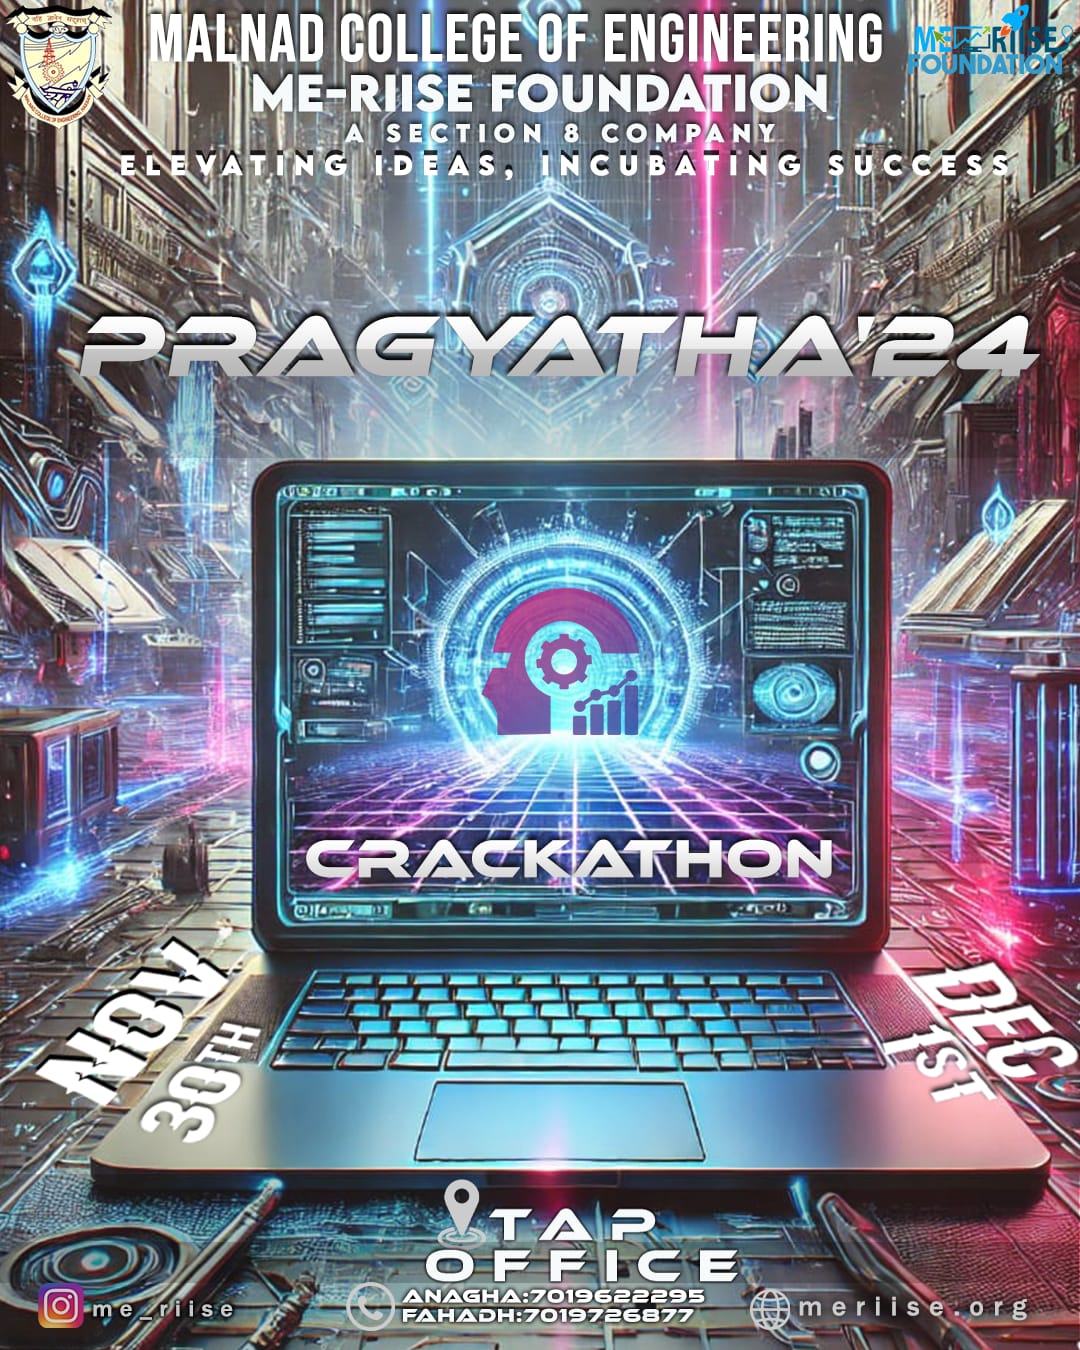 MALNAD COLLEGE OF ENGINEERING
ME-RIISE FOUNDATION
A SECTION 8 COMPANY
ELEVATING IDEAS, INCUBATING SUCCESS
ME-RIISE
FOUNDATION
PRAGYATHA'24
CRACKATHON
NOV
30TH
DEC
1ST
TAP
OFFICE
me_riise
ANAGHA:7019622295
FAHADH:7019726877
meriise.org